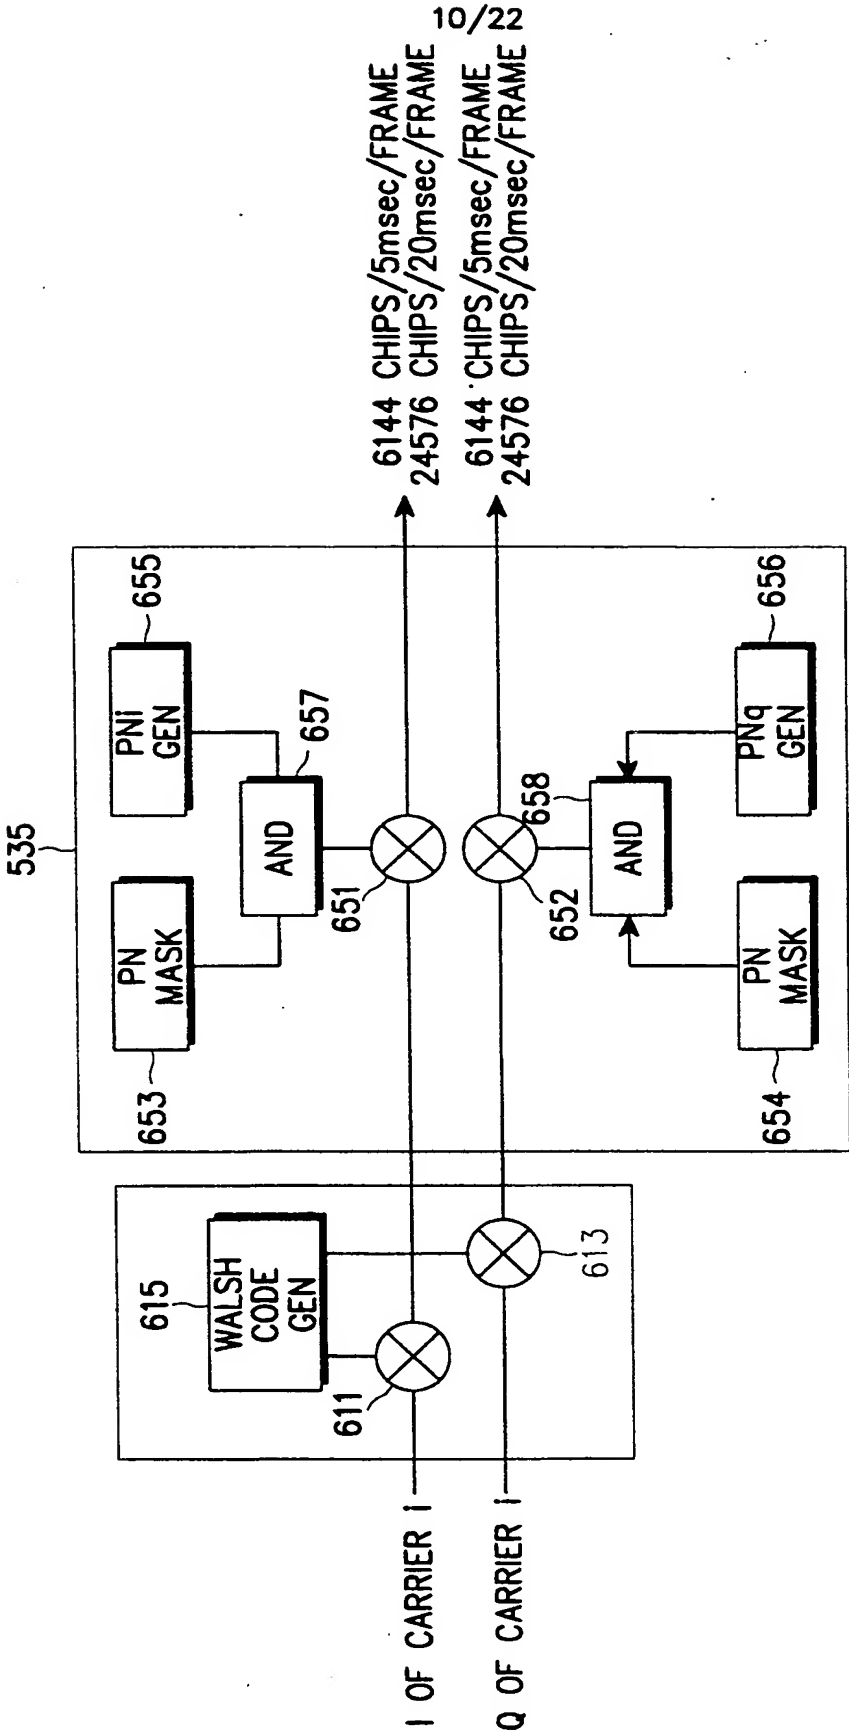 10/22
535
653
PN
MASK
PNi
GEN
655
AND
657
651
6144 CHIPS/5msec/FRAME
24576 CHIPS/20msec/FRAME
615
WALSH
CODE
GEN
611
613
I OF CARRIER i
Q OF CARRIER i
6144 CHIPS/5msec/FRAME
24576 CHIPS/20msec/FRAME
652
658
AND
654
PN
MASK
PNq
GEN
656